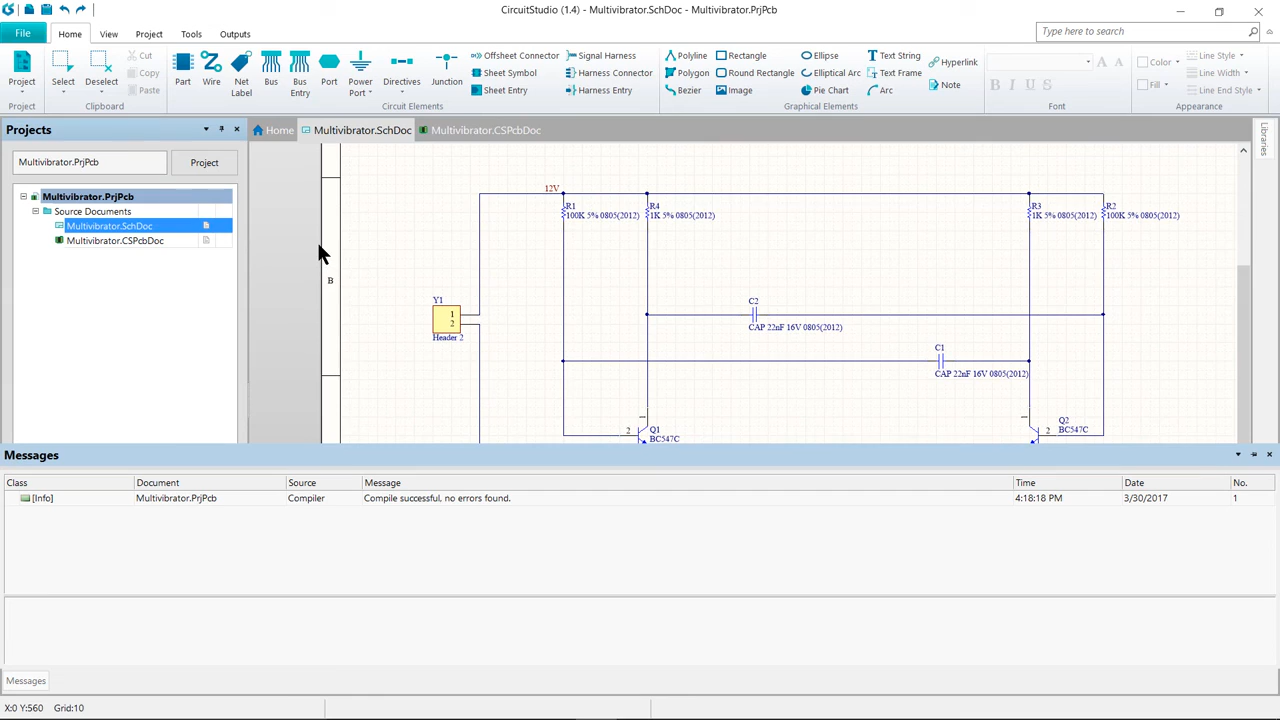 CircuitStudio (1.4) - Multivibrator.SchDoc - Multivibrator.PrjPcb
File Home View Project Tools Outputs
Type here to search
Project Select Deselect Cut Copy Paste
Part Wire Net Label Bus Bus Entry Port Power Port Directives Junction
Offsheet Connector Signal Harness
Sheet Symbol Harness Connector
Sheet Entry Harness Entry
Polyline Rectangle Ellipse Text String Hyperlink
Polygon Round Rectangle Elliptical Arc Text Frame Note
Bezier Image Pie Chart Arc
A A
B I U S A
Color Line Style
Line Width
Fill Line End Style
Project Clipboard Circuit Elements Graphical Elements Font Appearance
Projects
Home Multivibrator.SchDoc Multivibrator.CSPcbDoc
Libraries
Multivibrator.PrjPcb Project
Multivibrator.PrjPcb
Source Documents
Multivibrator.SchDoc
Multivibrator.CSPcbDoc
B
12V
R1
100K 5% 0805(2012)
R4
1K 5% 0805(2012)
R3
1K 5% 0805(2012)
R2
100K 5% 0805(2012)
Y1
1
2
Header 2
C2
CAP 22nF 16V 0805(2012)
C1
CAP 22nF 16V 0805(2012)
1
2
Q1
BC547C
1
2
Q2
BC547C
Messages
Class Document Source Message Time Date No.
[Info] Multivibrator.PrjPcb Compiler Compile successful, no errors found. 4:18:18 PM 3/30/2017 1
Messages
X:0 Y:560 Grid:10